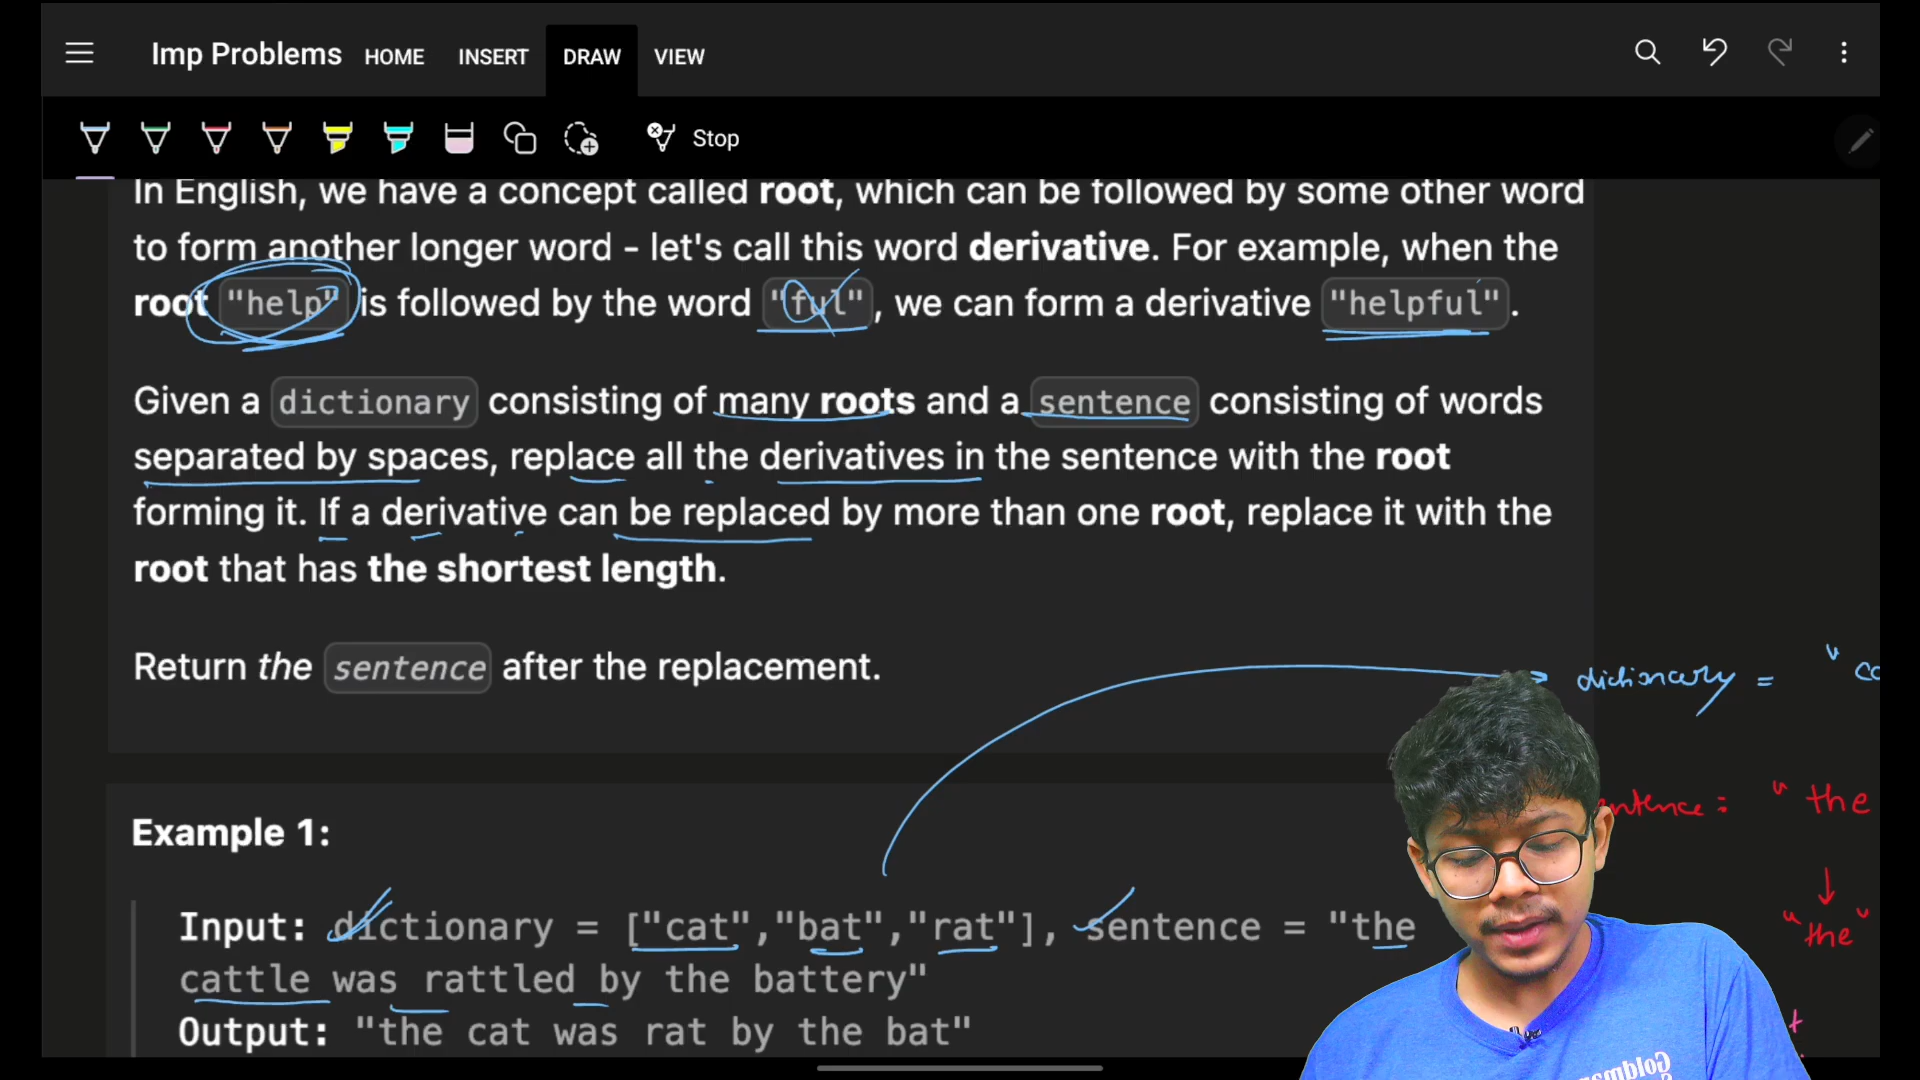 Imp Problems HOME INSERT DRAW VIEW
Stop
In English, we have a concept called root, which can be followed by some other word
to form another longer word - let's call this word derivative. For example, when the
root "help" is followed by the word "ful", we can form a derivative "helpful".
Given a dictionary consisting of many roots and a sentence consisting of words
separated by spaces, replace all the derivatives in the sentence with the root
forming it. If a derivative can be replaced by more than one root, replace it with the
root that has the shortest length.
Return the sentence after the replacement.
dictionary = "
entence: " the
"the"
Example 1:
Input: dictionary = ["cat","bat","rat"], sentence = "the
cattle was rattled by the battery"
Output: "the cat was rat by the bat"